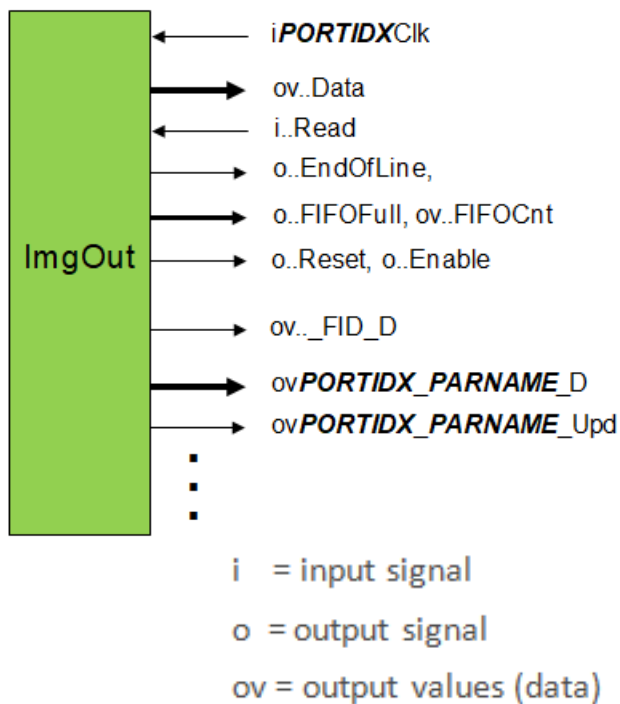 iPORTIDXClk
ov..Data
i..Read
o..EndOfLine,
o..FIFOFull, ov..FIFOCnt
ImgOut
o..Reset, o..Enable
ov.._FID_D
ovPORTIDX_PARNAME_D
ovPORTIDX_PARNAME_Upd
i = input signal
o = output signal
ov = output values (data)